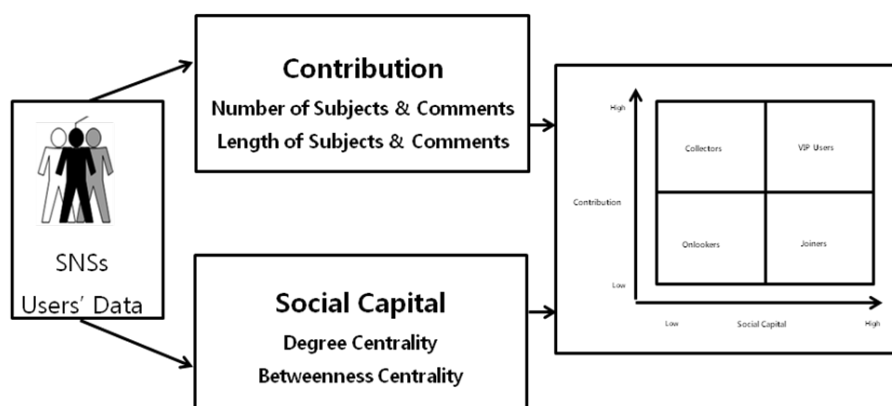 SNSs
Users’ Data
Contribution
Number of Subjects & Comments
Length of Subjects & Comments
Social Capital
Degree Centrality
Betweenness Centrality
High
Collectors
VIP Users
Contribution
Onlookers
Joiners
Low
Low
Social Capital
High